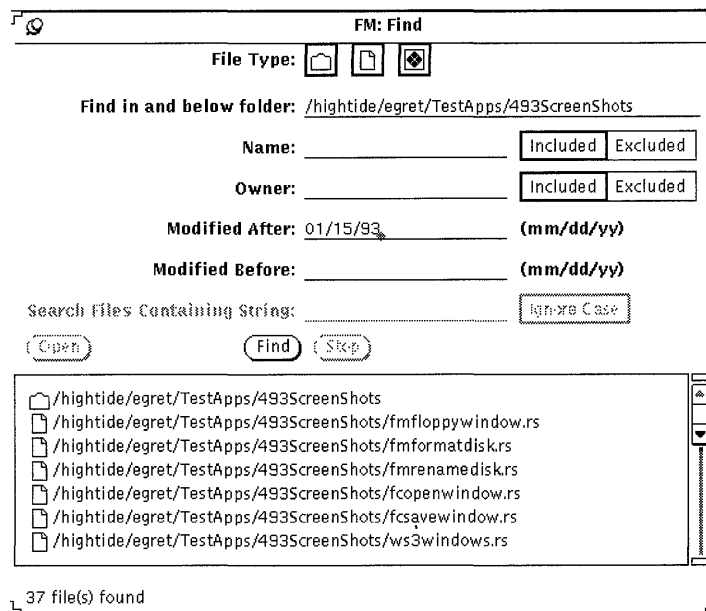 FM: Find
File Type:
Find in and below folder: /hightide/egret/TestApps/493ScreenShots
Name: Included Excluded
Owner: Included Excluded
Modified After: 01/15/93 (mm/dd/yy)
Modified Before: (mm/dd/yy)
Search Files Containing String: Ignore Case
Open Find Stop
/hightide/egret/TestApps/493ScreenShots
/hightide/egret/TestApps/493ScreenShots/fmfloppywindow.rs
/hightide/egret/TestApps/493ScreenShots/fmformatdisk.rs
/hightide/egret/TestApps/493ScreenShots/fmrenamedisk.rs
/hightide/egret/TestApps/493ScreenShots/fcopenwindow.rs
/hightide/egret/TestApps/493ScreenShots/fcsavewindow.rs
/hightide/egret/TestApps/493ScreenShots/ws3windows.rs
37 file(s) found